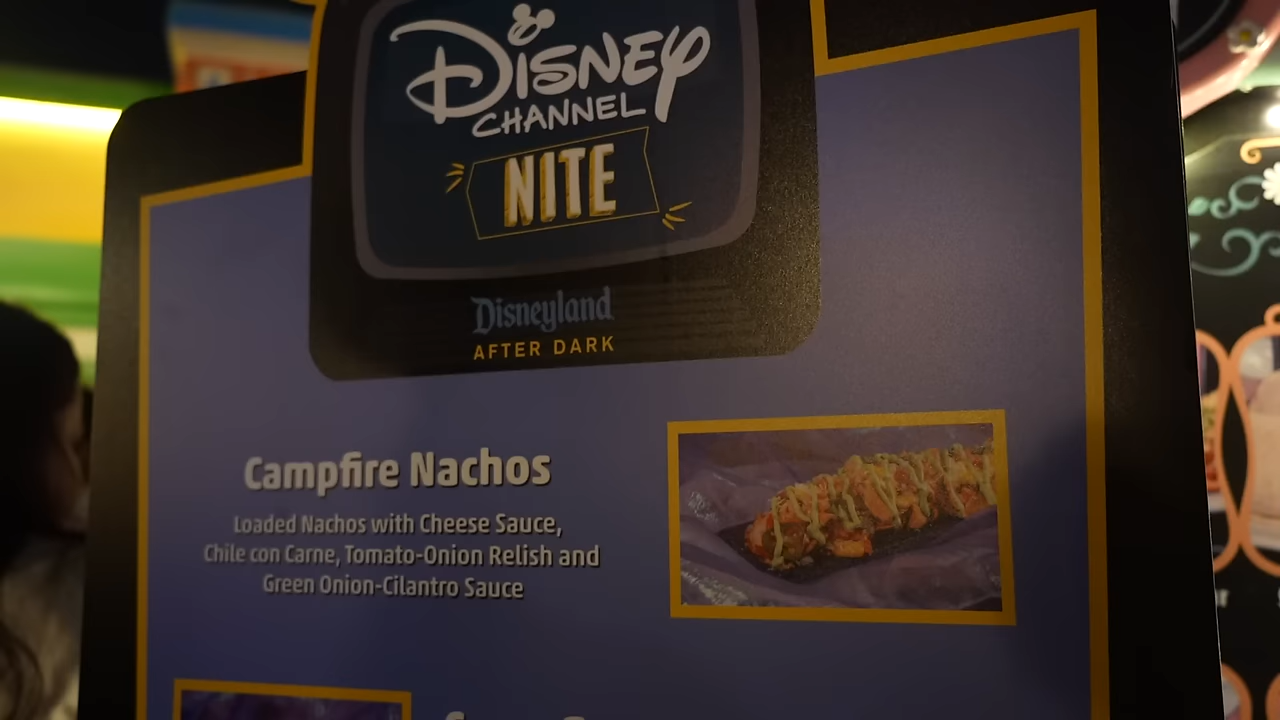 Disney
CHANNEL
NITE
Disneyland
AFTER DARK
Campfire Nachos
Loaded Nachos with Cheese Sauce,
Chile con Carne, Tomato-Onion Relish and
Green Onion-Cilantro Sauce